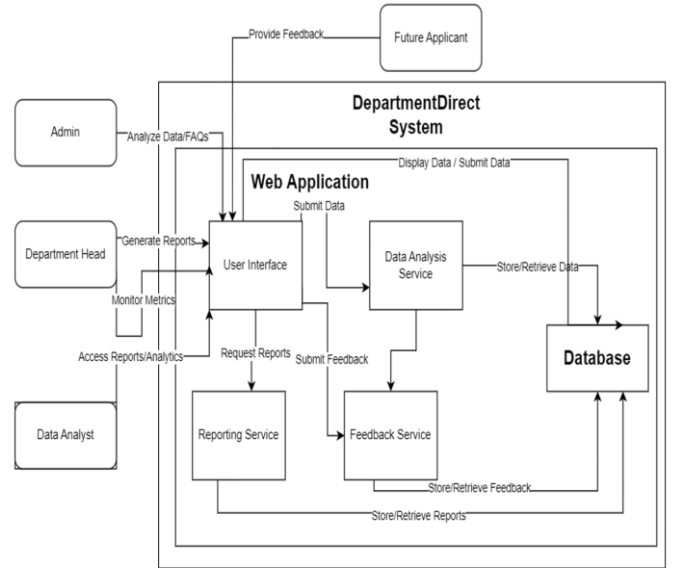 Provide Feedback
Future Applicant
DepartmentDirect
System
Admin
Analyze Data/FAQs
Web Application
Display Data / Submit Data
Submit Data
Department Head
Generate Reports
User Interface
Data Analysis
Service
Store/Retrieve Data
Monitor Metrics
Access Reports/Analytics
Request Reports
Submit Feedback
Database
Data Analyst
Reporting Service
Feedback Service
Store/Retrieve Feedback
Store/Retrieve Reports